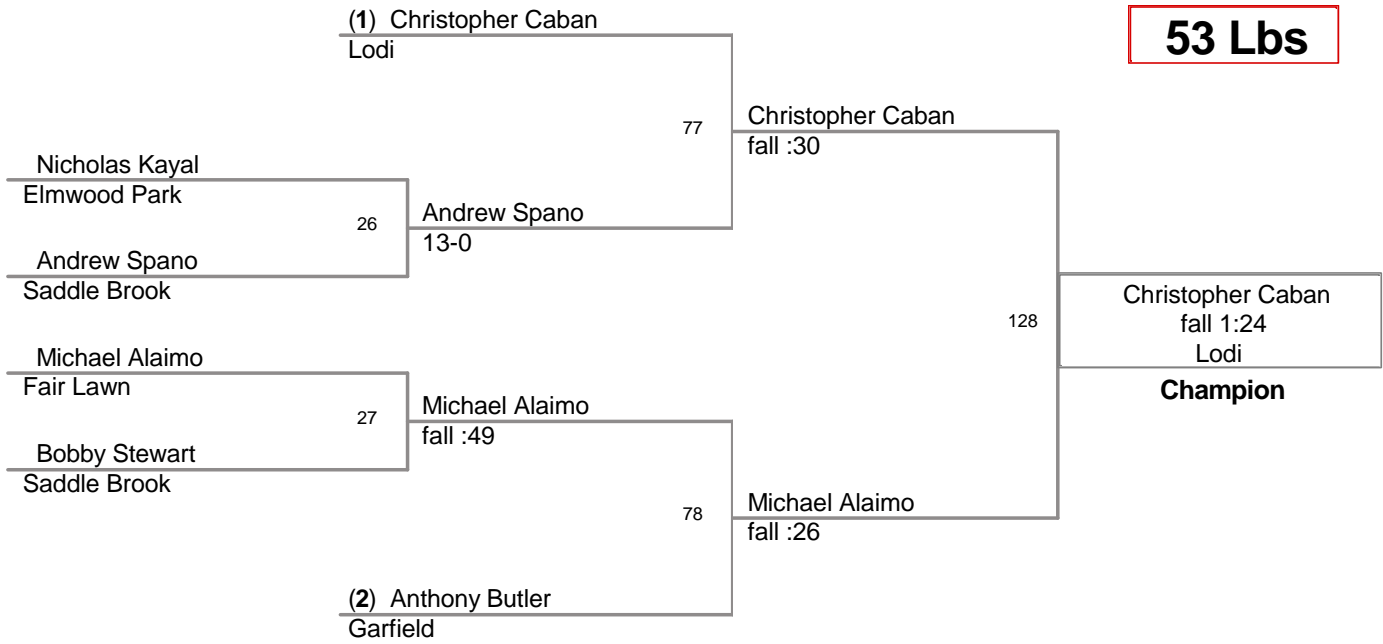 (1) Christopher Caban
Lodi
53 Lbs
77
Christopher Caban
fall :30
Nicholas Kayal
Elmwood Park
26
Andrew Spano
13-0
Andrew Spano
Saddle Brook
128
Christopher Caban
fall 1:24
Lodi
Champion
Michael Alaimo
Fair Lawn
27
Michael Alaimo
fall :49
Bobby Stewart
Saddle Brook
78
Michael Alaimo
fall :26
(2) Anthony Butler
Garfield